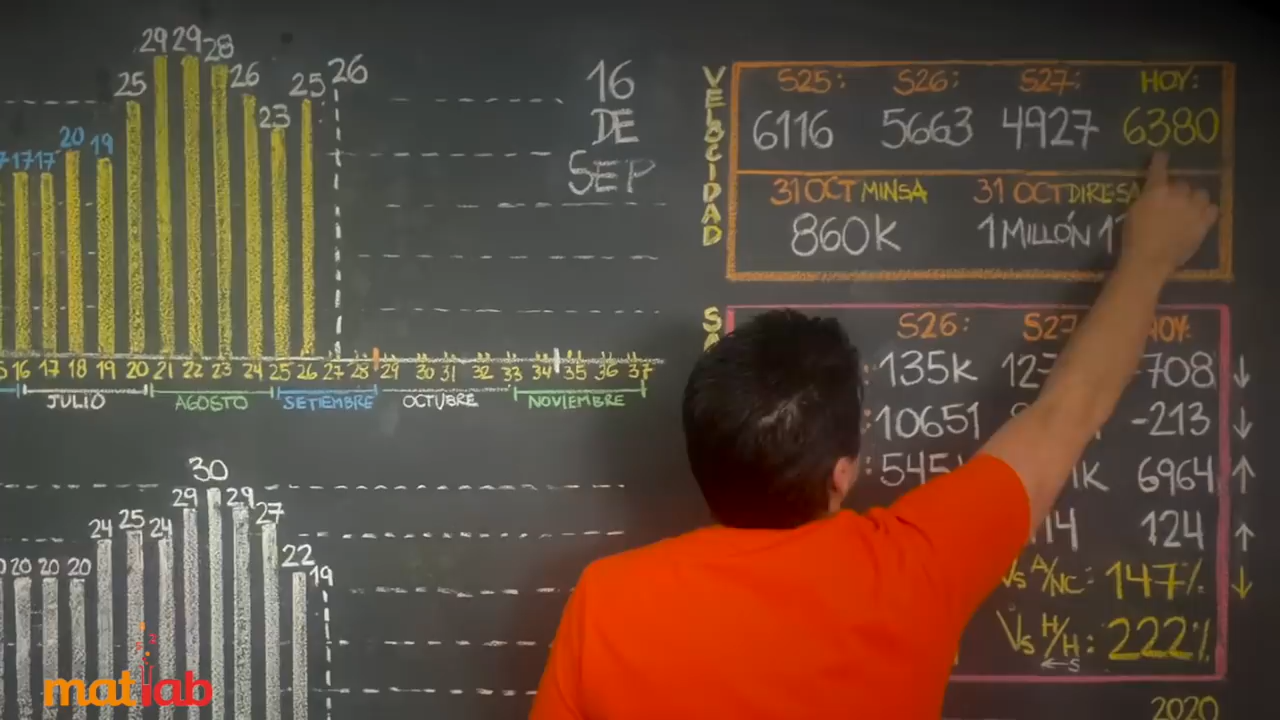 29 29 28
25 26 23 25 26
17 17 20 19
16 17 18 19 20 21 22 23 24 25 26 27 28 29 30 31 32 33 34 35 36 37
JULIO AGOSTO SETIEMBRE OCTUBRE NOVIEMBRE
30
29 29 27
24 25 24 22
20 20 20 19
matlab
16
DE
SEP
VELOCIDAD
S25: S26: S27: HOY:
6116 5663 4927 6380
31 OCT MINSA 31 OCT DIRESA
860K 1 MILLÓN
S26: S27 HOY:
135K 708
10651 -213
6964
124
Vs A/NC: 147%
Vs H/H: 222%
←S
2020